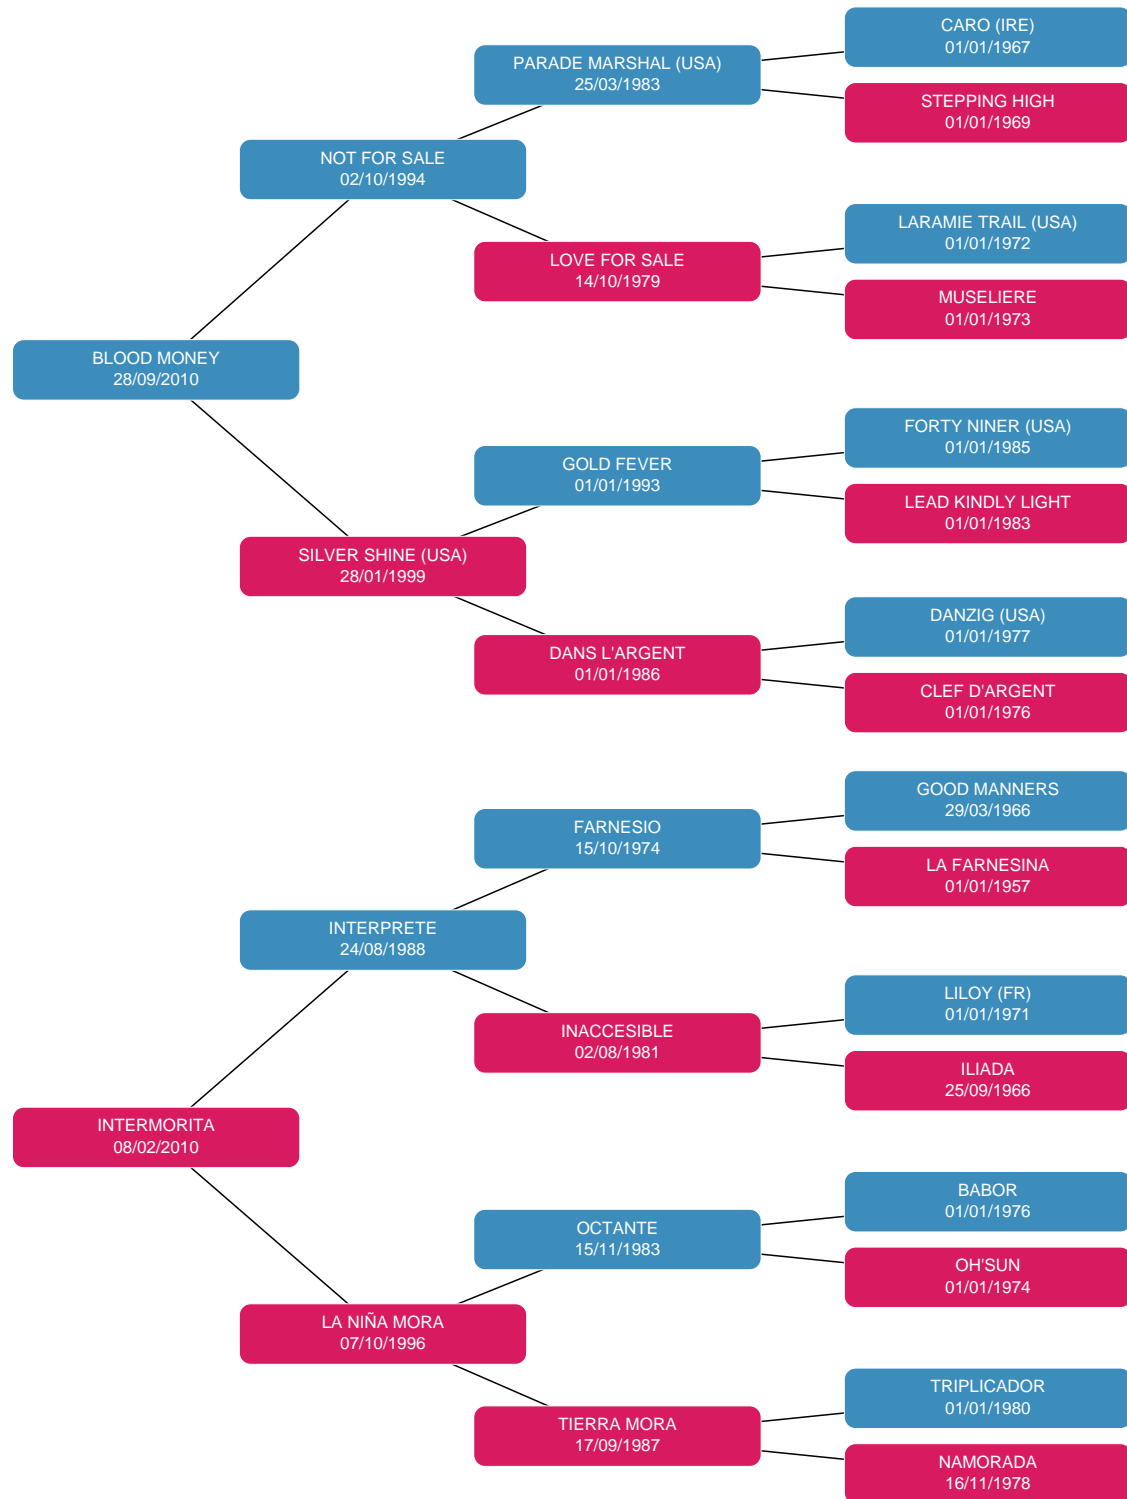 CARO (IRE)
01/01/1967
PARADE MARSHAL (USA)
25/03/1983
STEPPING HIGH
01/01/1969
NOT FOR SALE
02/10/1994
LARAMIE TRAIL (USA)
01/01/1972
LOVE FOR SALE
14/10/1979
MUSELIERE
01/01/1973
BLOOD MONEY
28/09/2010
FORTY NINER (USA)
01/01/1985
GOLD FEVER
01/01/1993
LEAD KINDLY LIGHT
01/01/1983
SILVER SHINE (USA)
28/01/1999
DANZIG (USA)
01/01/1977
DANS L'ARGENT
01/01/1986
CLEF D'ARGENT
01/01/1976
GOOD MANNERS
29/03/1966
FARNESIO
15/10/1974
LA FARNESINA
01/01/1957
INTERPRETE
24/08/1988
LILOY (FR)
01/01/1971
INACCESIBLE
02/08/1981
ILIADA
25/09/1966
INTERMORITA
08/02/2010
BABOR
01/01/1976
OCTANTE
15/11/1983
OH'SUN
01/01/1974
LA NIÑA MORA
07/10/1996
TRIPLICADOR
01/01/1980
TIERRA MORA
17/09/1987
NAMORADA
16/11/1978